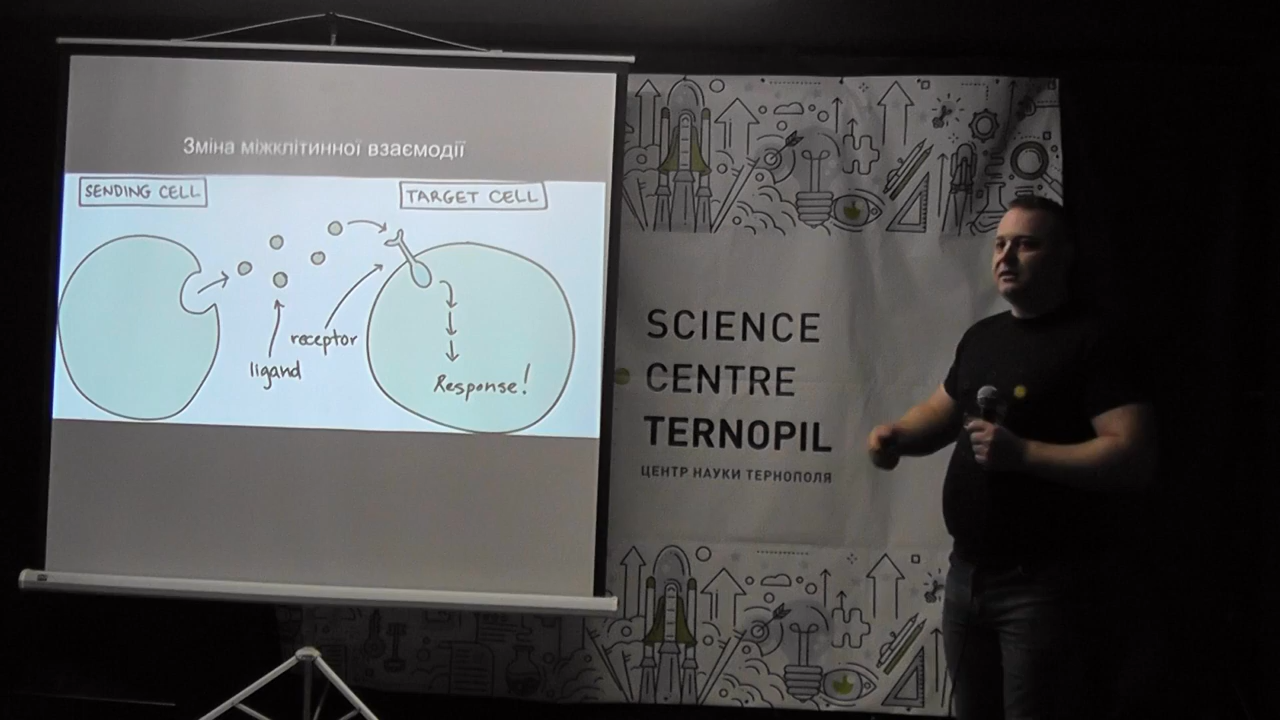 Зміна міжклітинної взаємодії
SENDING CELL
TARGET CELL
receptor
ligand
Response!
SCIENCE
CENTRE
TERNOPIL
ЦЕНТР НАУКИ ТЕРНОПОЛЯ